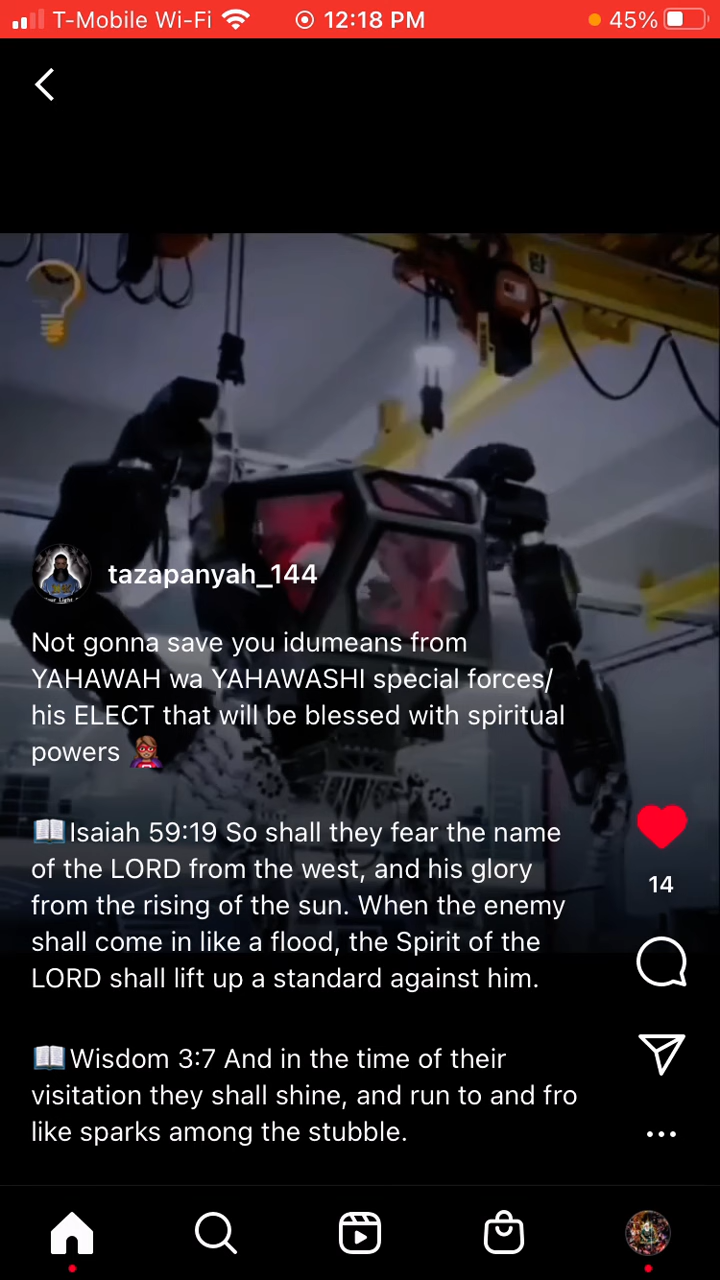 T-Mobile Wi-Fi 12:18 PM 45%
tazapanyah_144
Not gonna save you idumeans from
YAHAWAH wa YAHAWASHI special forces/
his ELECT that will be blessed with spiritual
powers 🦸🏽
📖Isaiah 59:19 So shall they fear the name
of the LORD from the west, and his glory
from the rising of the sun. When the enemy
shall come in like a flood, the Spirit of the
LORD shall lift up a standard against him.
14
📖Wisdom 3:7 And in the time of their
visitation they shall shine, and run to and fro
like sparks among the stubble.